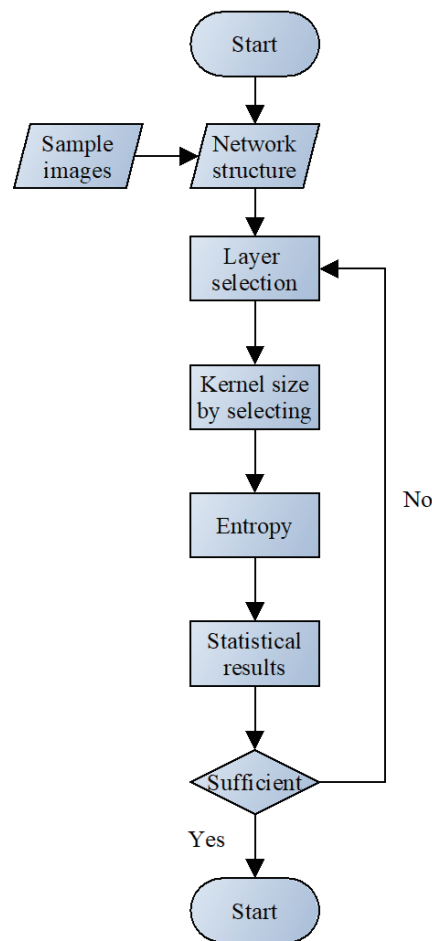 Start
Sample
images
Network
structure
Layer
selection
Kernel size
by selecting
Entropy
No
Statistical
results
Sufficient
Yes
Start